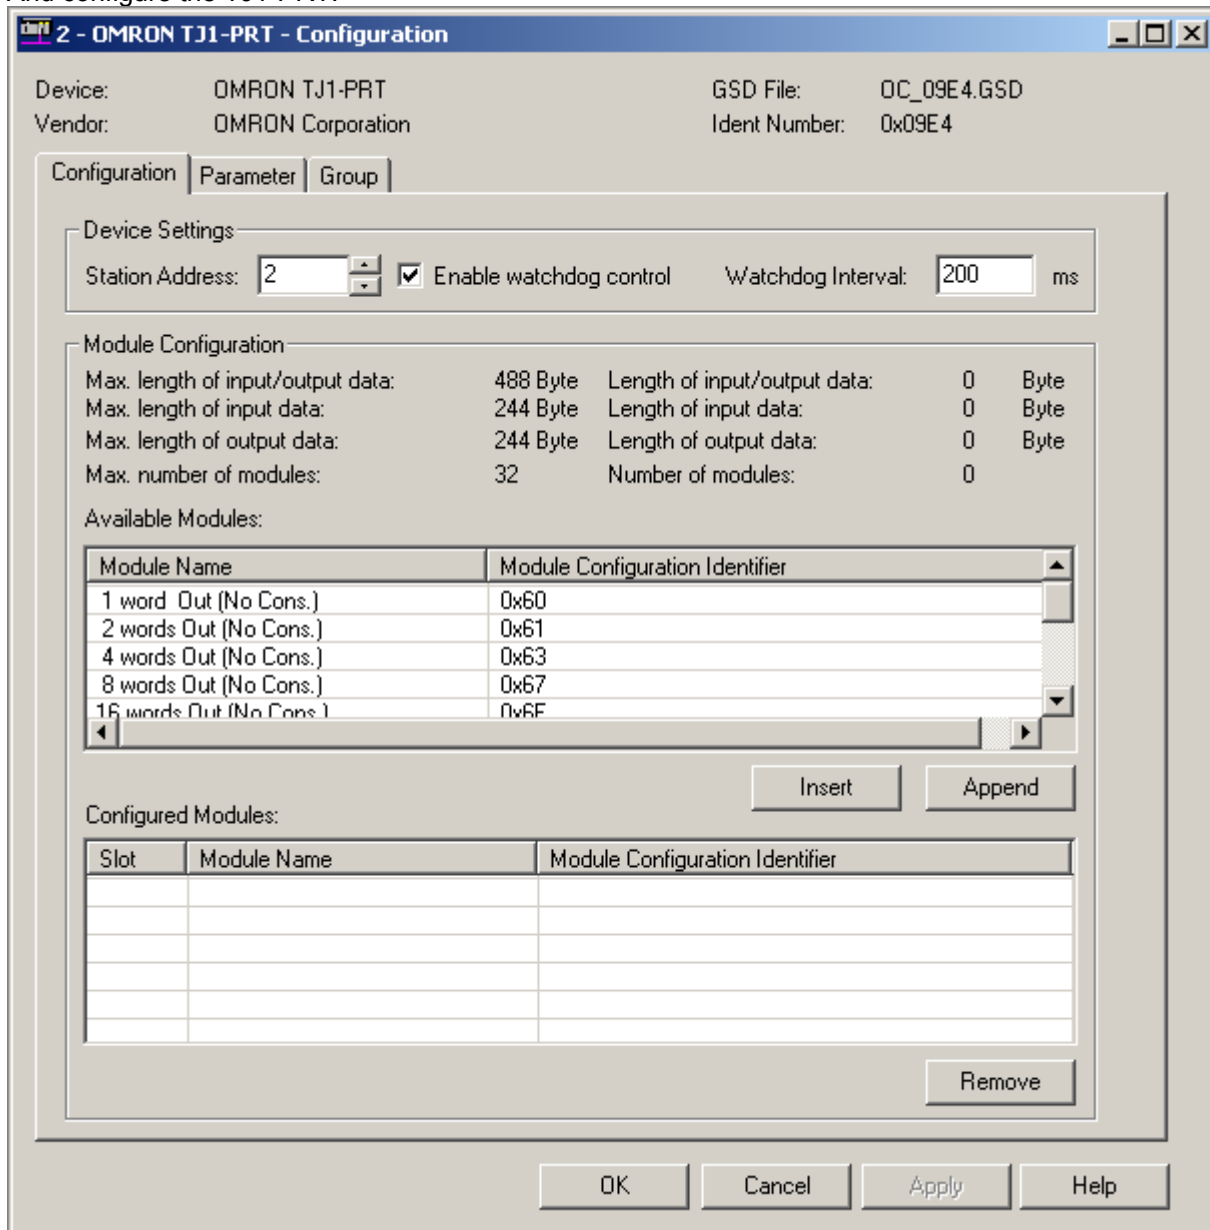 2 - OMRON TJ1-PRT - Configuration
Device: OMRON TJ1-PRT GSD File: OC_09E4.GSD
Vendor: OMRON Corporation Ident Number: 0x09E4
Configuration Parameter Group
Device Settings
Station Address: 2 Enable watchdog control Watchdog Interval: 200 ms
Module Configuration
Max. length of input/output data: 488 Byte Length of input/output data: 0 Byte
Max. length of input data: 244 Byte Length of input data: 0 Byte
Max. length of output data: 244 Byte Length of output data: 0 Byte
Max. number of modules: 32 Number of modules: 0
Available Modules:
Module Name Module Configuration Identifier
1 word Out (No Cons.) 0x60
2 words Out (No Cons.) 0x61
4 words Out (No Cons.) 0x63
8 words Out (No Cons.) 0x67
16 words Out (No Cons.)
Insert Append
Configured Modules:
Slot Module Name Module Configuration Identifier
Remove
OK Cancel Apply Help